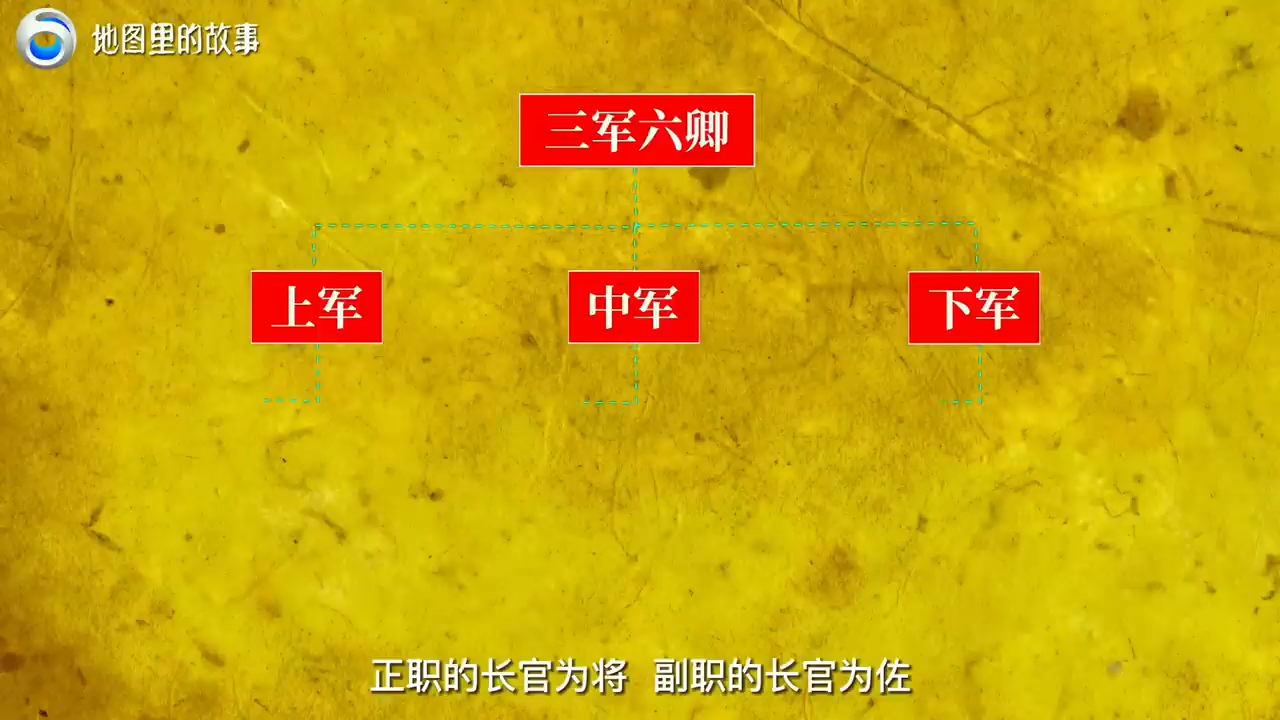 地图里的故事
三军六卿
上军
中军
下军
正职的长官为将 副职的长官为佐